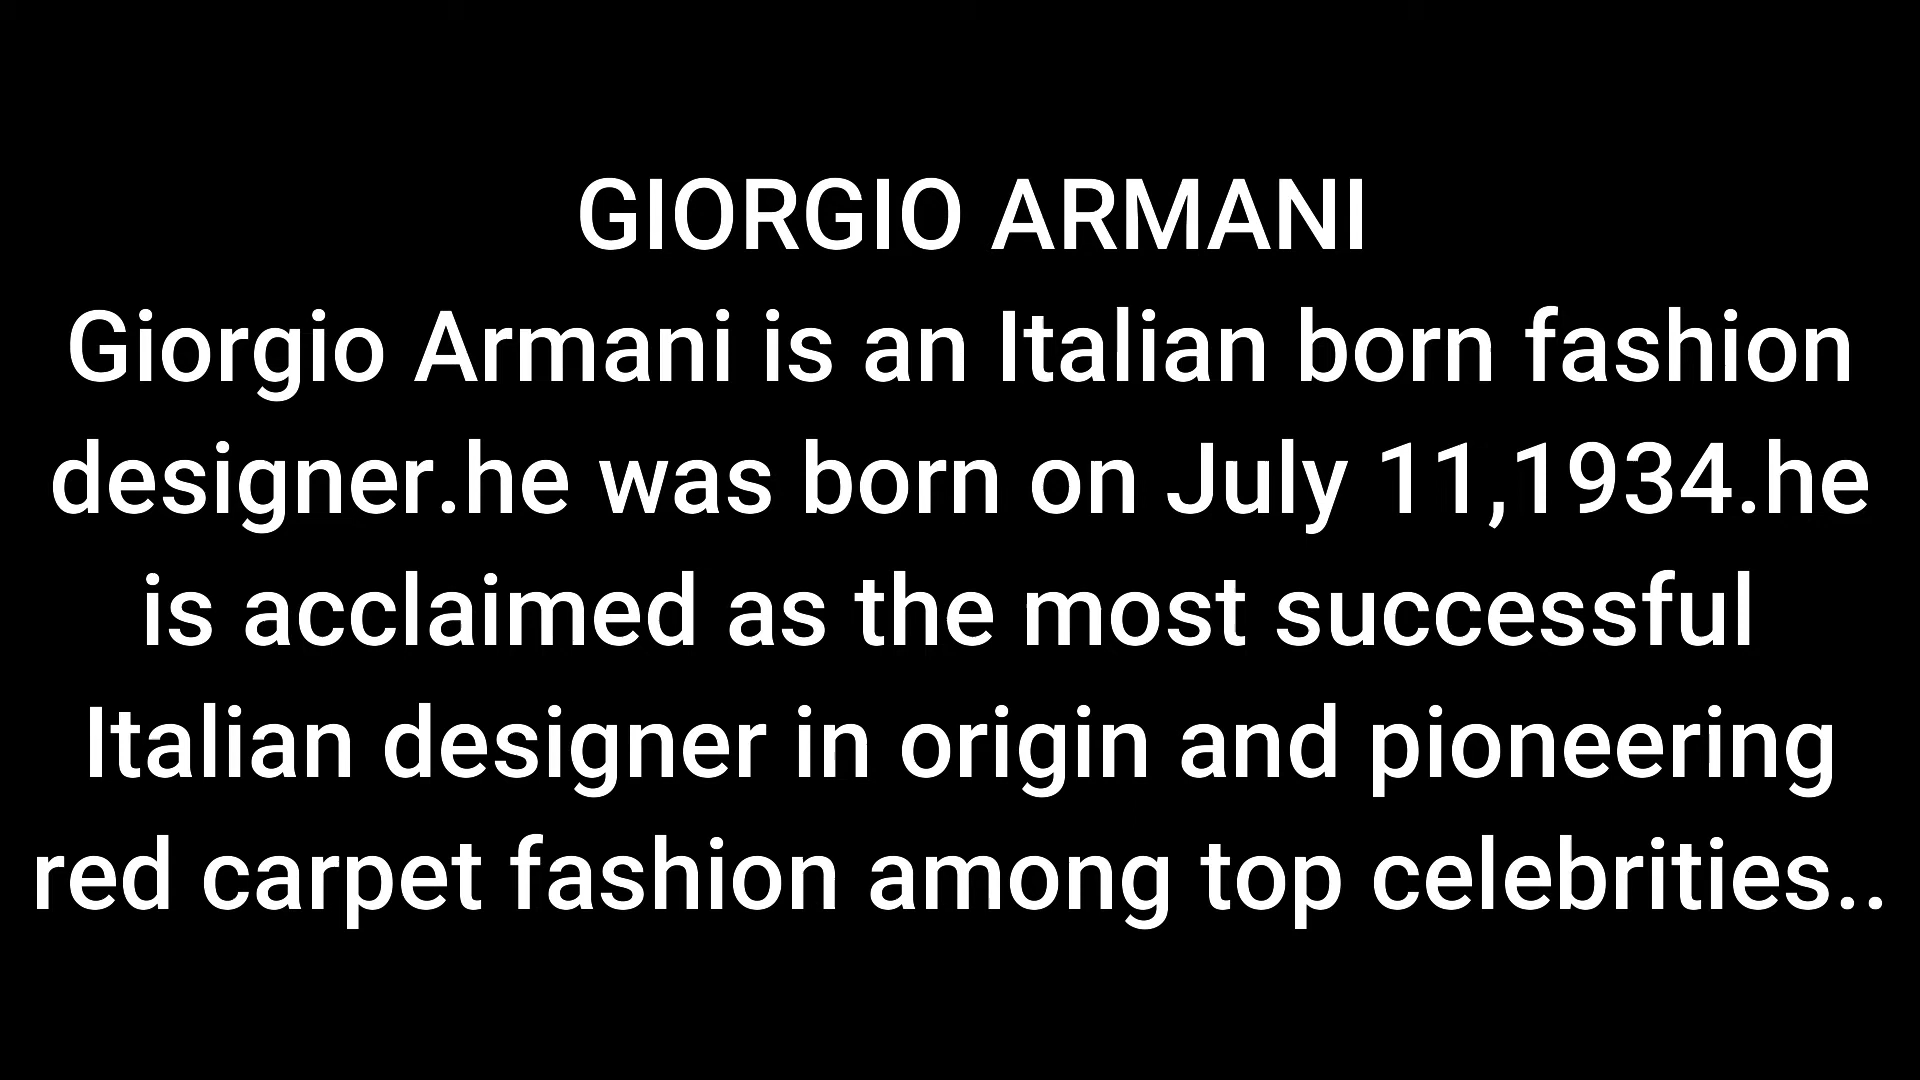 GIORGIO ARMANI
Giorgio Armani is an Italian born fashion
designer.he was born on July 11,1934.he
is acclaimed as the most successful
Italian designer in origin and pioneering
red carpet fashion among top celebrities..